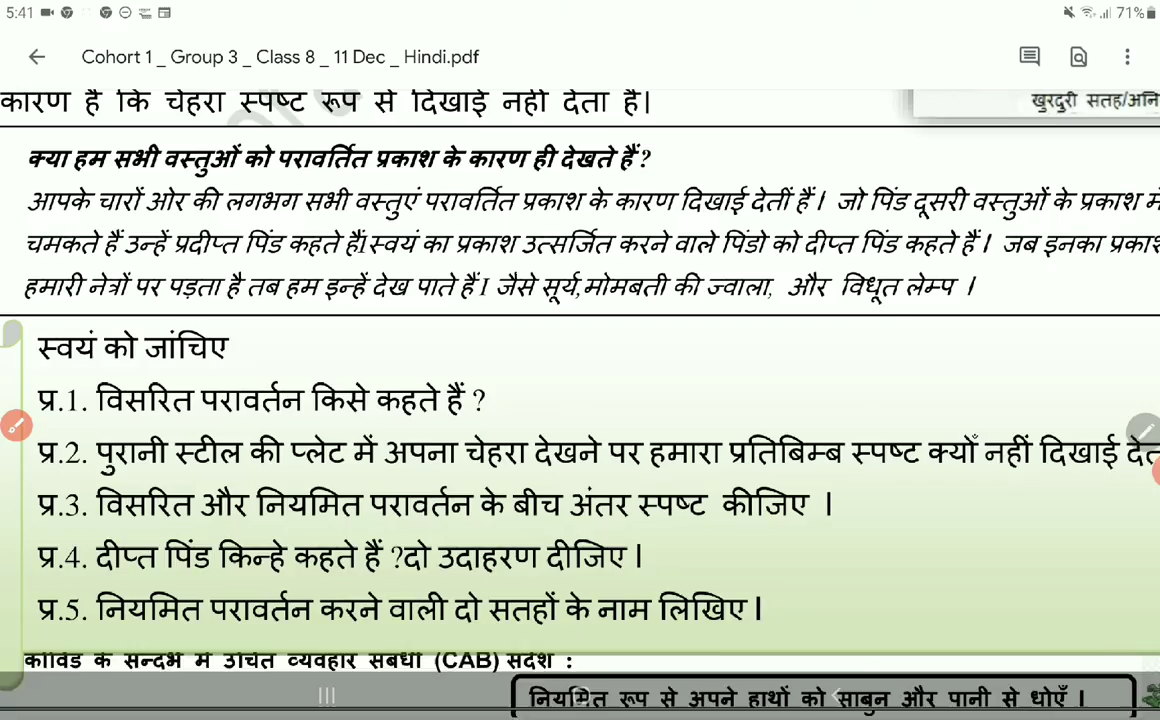 5:41
71%
Cohort 1 _ Group 3 _ Class 8 _ 11 Dec _ Hindi.pdf
कारण है कि चेहरा स्पष्ट रूप से दिखाई नहीं देता है।
खुरदुरी सतह/अनि
क्या हम सभी वस्तुओं को परावर्तित प्रकाश के कारण ही देखते हैं?
आपके चारों ओर की लगभग सभी वस्तुएं परावर्तित प्रकाश के कारण दिखाई देतीं हैं। जो पिंड दूसरी वस्तुओं के प्रकाश में
चमकते हैं उन्हें प्रदीप्त पिंड कहते हैंIस्वयं का प्रकाश उत्सर्जित करने वाले पिंडो को दीप्त पिंड कहते हैं। जब इनका प्रकाश
हमारी नेत्रों पर पड़ता है तब हम इन्हें देख पाते हैं I जैसे सूर्य,मोमबती की ज्वाला, और विधूत लेम्प ।
स्वयं को जांचिए
प्र.1. विसरित परावर्तन किसे कहते हैं ?
प्र.2. पुरानी स्टील की प्लेट में अपना चेहरा देखने पर हमारा प्रतिबिम्ब स्पष्ट क्योँ नहीं दिखाई देत
प्र.3. विसरित और नियमित परावर्तन के बीच अंतर स्पष्ट कीजिए ।
प्र.4. दीप्त पिंड किन्हे कहते हैं ?दो उदाहरण दीजिए।
प्र.5. नियमित परावर्तन करने वाली दो सतहों के नाम लिखिए।
कोविड के सन्दर्भ में उचित व्यवहार संबंधी (CAB) संदेश :
नियमित रूप से अपने हाथों को साबुन और पानी से धोएँ ।